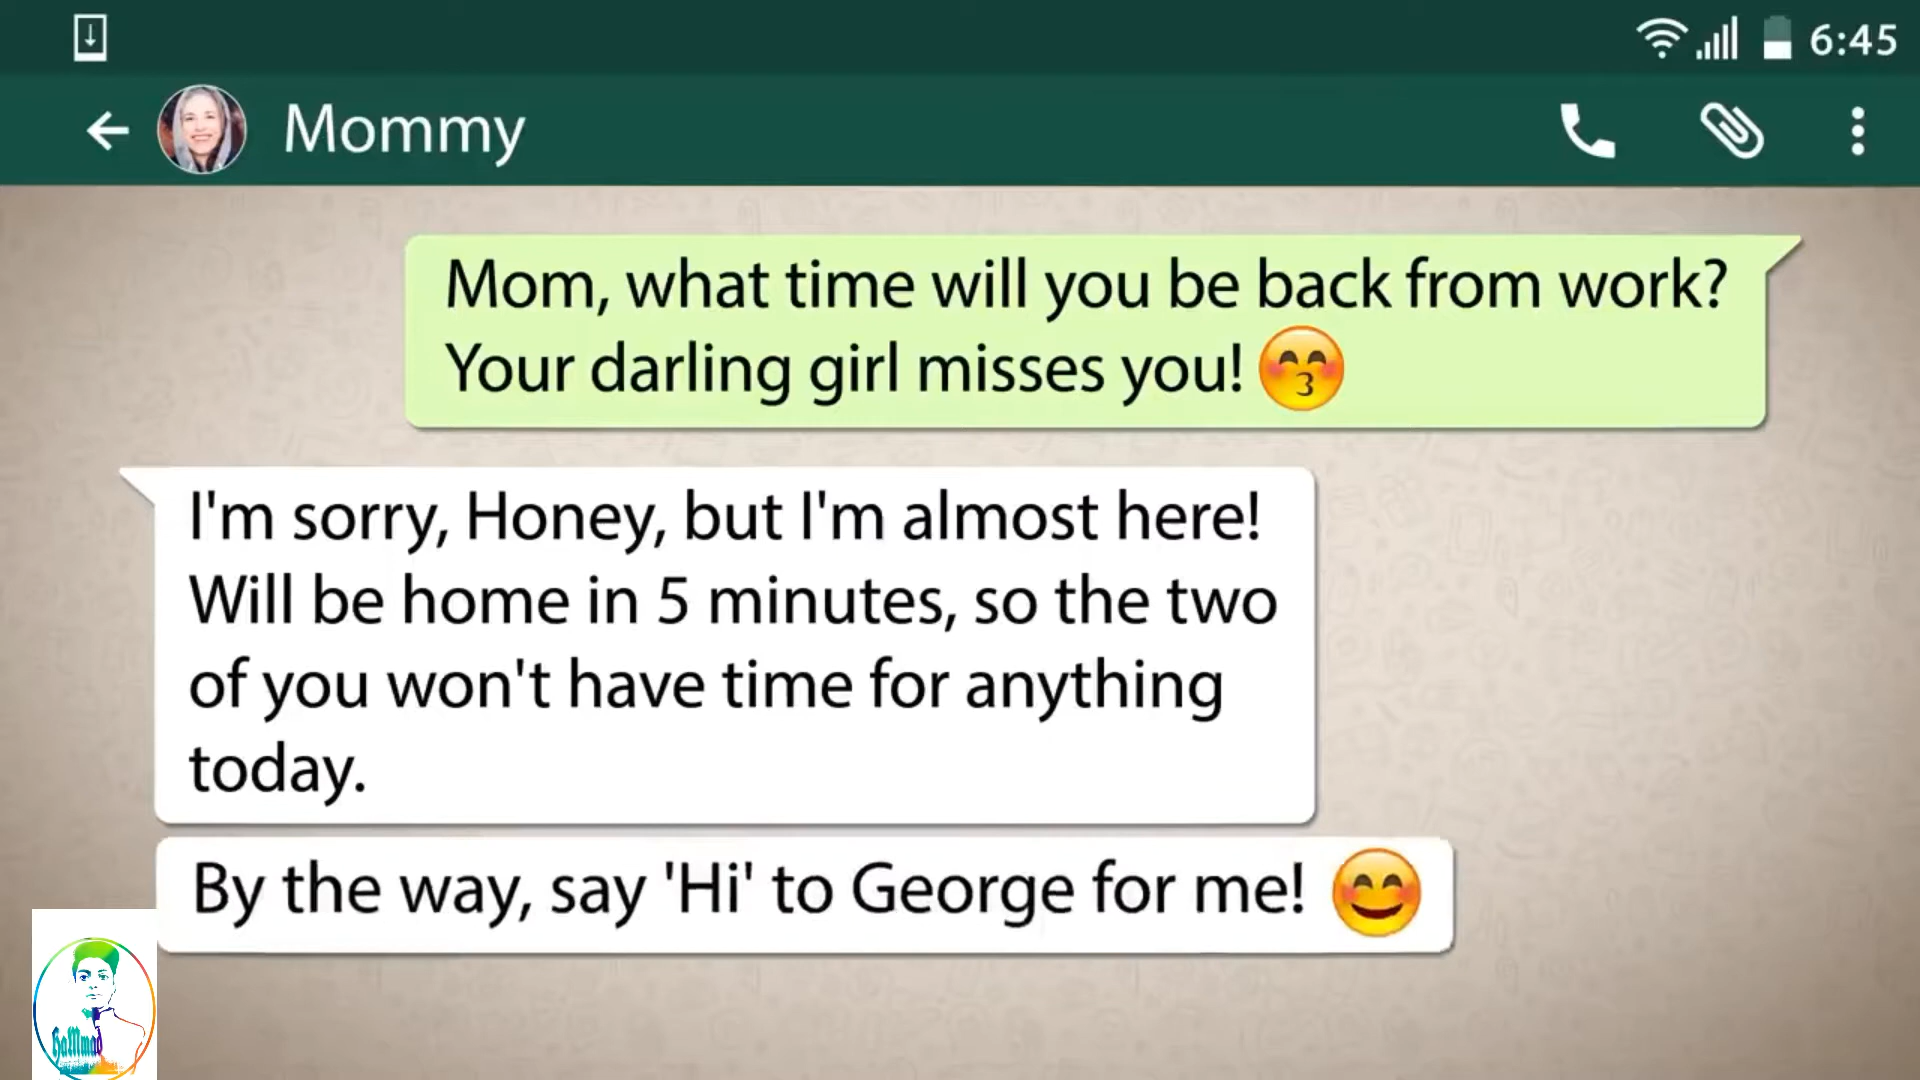 6:45
Mommy
Mom, what time will you be back from work?
Your darling girl misses you!
I'm sorry, Honey, but I'm almost here!
Will be home in 5 minutes, so the two
of you won't have time for anything
today.
By the way, say 'Hi' to George for me!